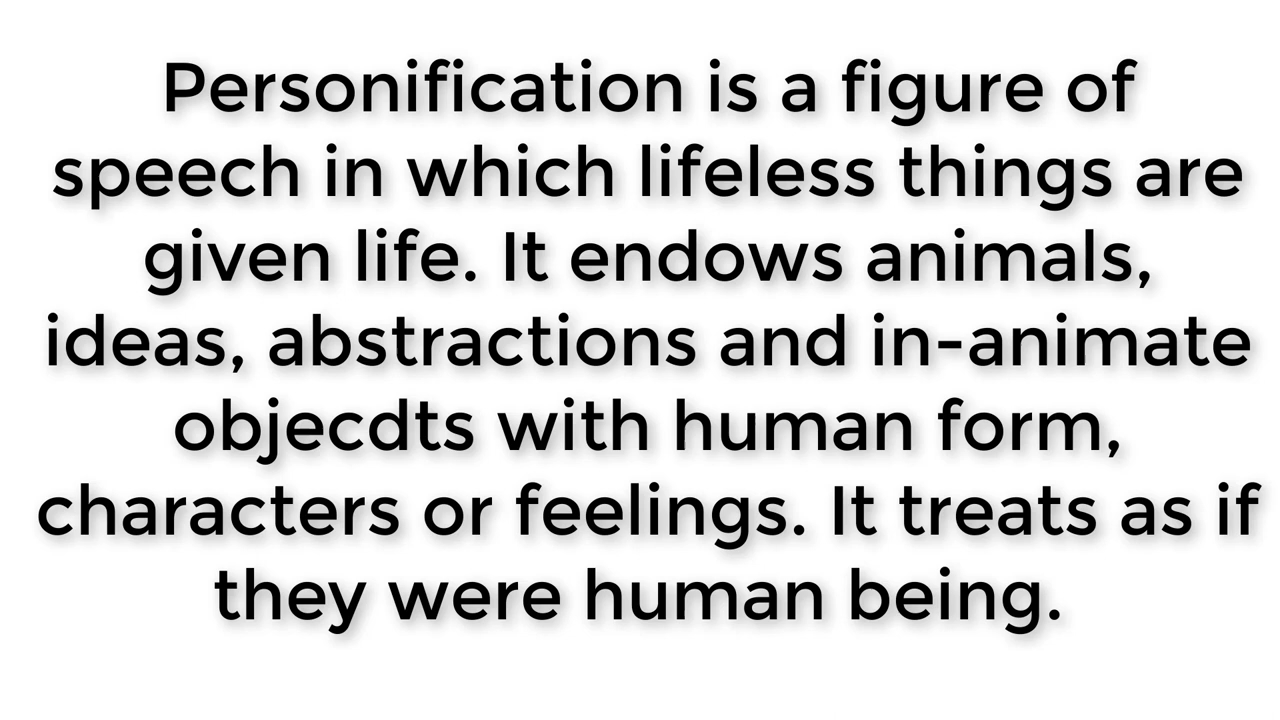 Personification is a figure of
speech in which lifeless things are
given life. It endows animals,
ideas, abstractions and in-animate
objecdts with human form,
characters or feelings. It treats as if
they were human being.